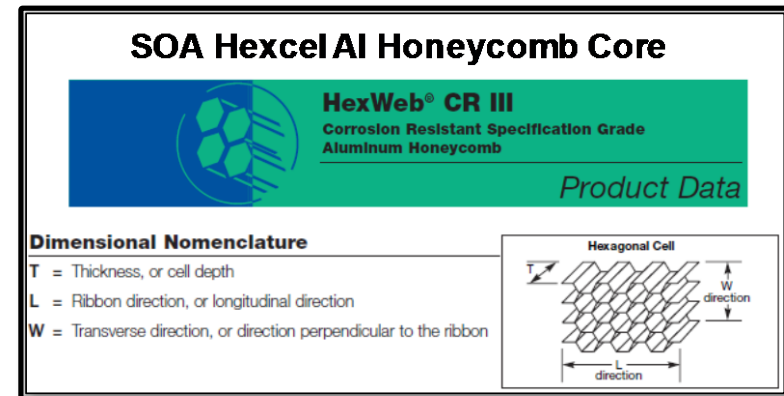 SOA Hexcel Al Honeycomb Core
HexWeb® CR III
Corrosion Resistant Specification Grade
Aluminum Honeycomb
Product Data
Dimensional Nomenclature
T = Thickness, or cell depth
L = Ribbon direction, or longitudinal direction
W = Transverse direction, or direction perpendicular to the ribbon
Hexagonal Cell
T
W
direction
L
direction